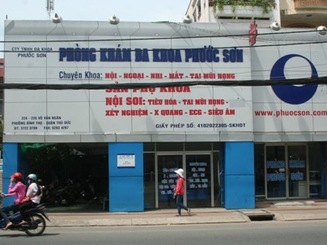 CTY TNHH ĐA KHOA
PHƯỚC SƠN
PHÒNG KHÁM ĐA KHOA PHƯỚC SƠN
Chuyên Khoa: NỘI - NGOẠI - NHI - MẮT - TAI MŨI HỌNG
SẢN PHỤ KHOA
NỘI SOI: TIÊU HÓA - TAI MŨI HỌNG
XÉT NGHIỆM - X QUANG - ECG - SIÊU ÂM
GIẤY PHÉP SỐ: 4102022305-SKHĐT
www.phuocson.com